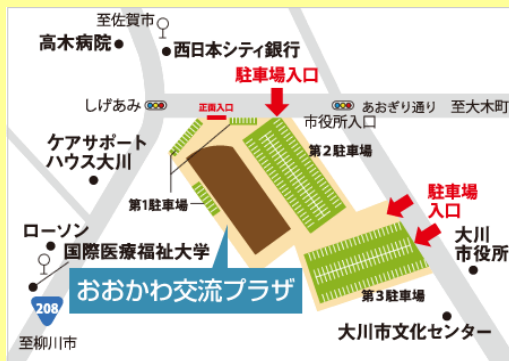 至佐賀市
高木病院
西日本シティ銀行
駐車場入口
しげあみ
正面入口
あおぎり通り
至大木町
市役所入口
ケアサポート
ハウス大川
第2駐車場
第1駐車場
駐車場
入口
ローソン
国際医療福祉大学
大川
市役所
おおかわ交流プラザ
208
第3駐車場
至柳川市
大川市文化センター